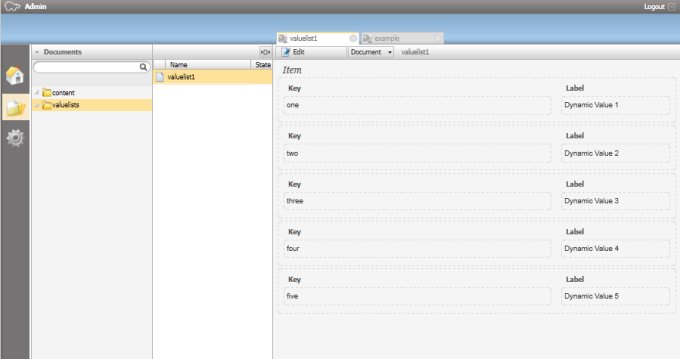 Admin
Logout
valuelist1
example
Documents
Edit
Document
valuelist1
Name
State
content
valuelists
valuelist1
Item
Key Label
one Dynamic Value 1
Key Label
two Dynamic Value 2
Key Label
three Dynamic Value 3
Key Label
four Dynamic Value 4
Key Label
five Dynamic Value 5